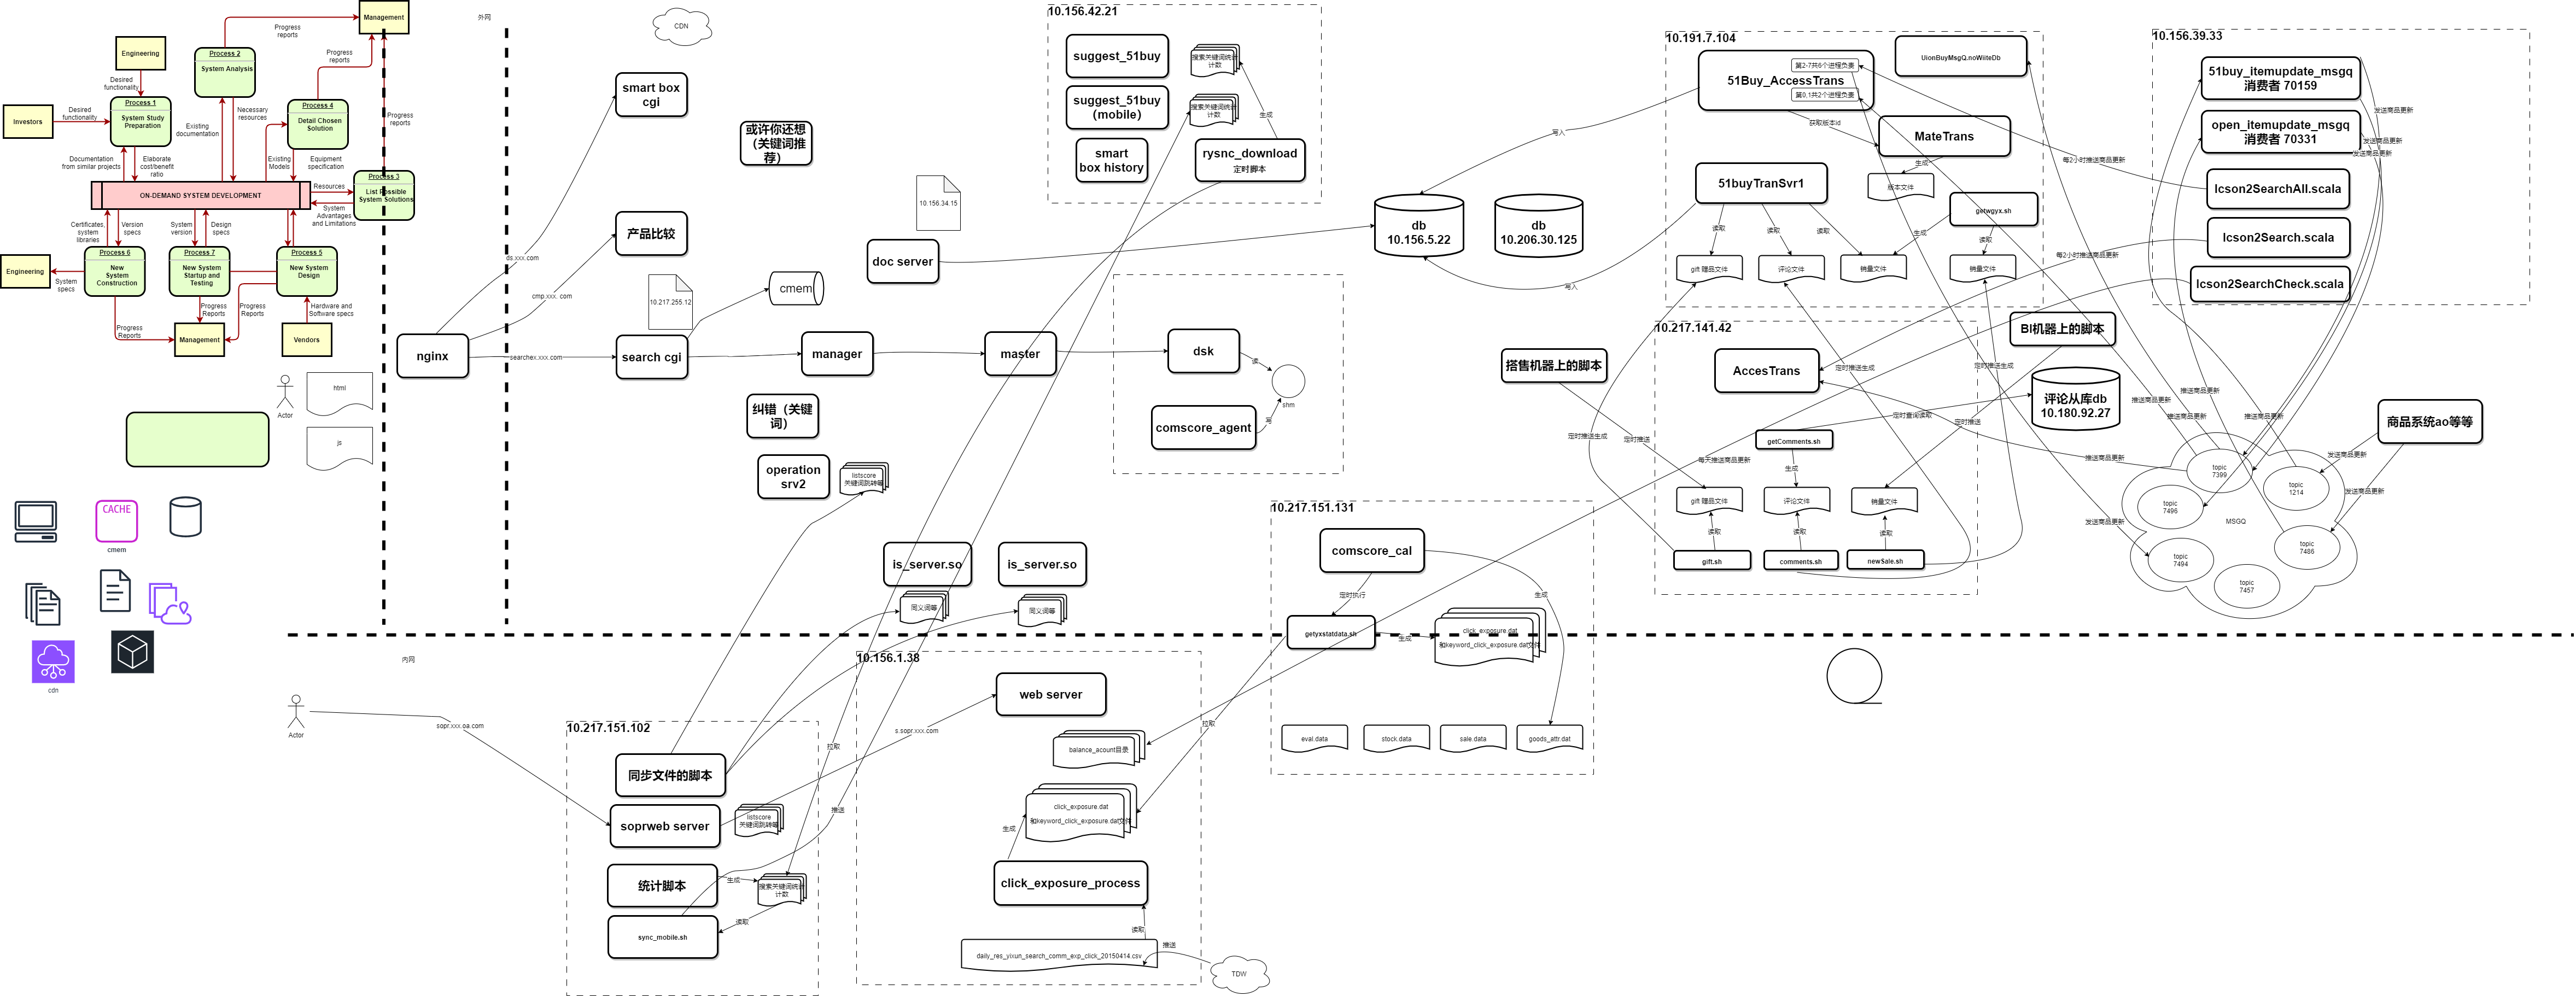 Management
外网
CDN
Progress
reports
Engineering
Process 2
System Analysis
Progress
reports
Desired
functionality
Process 1
System Study
Preparation
Process 4
Detail Chosen
Solution
Investors
Desired
functionality
Necessary
resources
Existing
documentation
Progress
reports
Documentation
from similar projects
Elaborate
cost/benefit
ratio
Existing
Models
Equipment
specification
ON-DEMAND SYSTEM DEVELOPMENT
Resources
Process 3
List Possible
System Solutions
System
Advantages
and Limitations
Certificates,
system
libraries
Version
specs
System
version
Design
specs
Process 6
New
System
Construction
Process 7
New System
Startup and
Testing
Process 5
New System
Design
Engineering
System
specs
Progress
Reports
Progress
Reports
Progress
Reports
Hardware and
Software specs
Management
Vendors
Actor
html
js
CACHE
cmem
cdn
内网
Actor
sopr.xxx.oa.com
nginx
ds.xxx.com
cmp.xxx. com
searchex.xxx.com
smart box
cgi
或许你还想
（关键词推
荐）
产品比较
10.217.255.12
cmem
search cgi
manager
master
纠错（关键
词）
operation
srv2
listscore
关键词跳转等
10.156.34.15
doc server
10.156.42.21
suggest_51buy
搜索关键词统计
计数
suggest_51buy
（mobile）
搜索关键词统计
计数
生成
smart
box history
rysnc_download
定时脚本
db
10.156.5.22
db
10.206.30.125
dsk
读
shm
comscore_agent
写
is_server.so
同义词等
is_server.so
同义词等
10.217.151.102
同步文件的脚本
soprweb server
listscore
关键词跳转等
统计脚本
生成
搜索关键词统计
计数
读取
sync_mobile.sh
拉取
推送
s.sopr.xxx.com
10.156.1.38
web server
balance_acount目录
click_exposure.dat
和keyword_click_exposure.dat文件
生成
click_exposure_process
读取
daily_res_yixun_search_comm_exp_click_20150414.csv
推送
TDW
拉取
10.217.151.131
comscore_cal
定时执行
生成
getyxstatdata.sh
生成
click_exposure.dat
和keyword_click_exposure.dat文件
eval.data
stock.data
sale.data
goods_attr.dat
10.191.7.104
51Buy_AccessTrans
第2-7共6个进程负责
第0,1共2个进程负责
UionBuyMsgQ.noWiiteDb
写入
获取版本id
MateTrans
生成
版本文件
51buyTranSvr1
getwgyx.sh
读取
读取
读取
生成
读取
gift 赠品文件
评论文件
销量文件
销量文件
写入
10.217.141.42
搭售机器上的脚本
AccesTrans
BI机器上的脚本
评论从库db
10.180.92.27
定时推送生成
定时推送生成
定时查询读取
定时推送
定时推送生成
定时推送
每天推送商品更新
getComments.sh
生成
gift 赠品文件
评论文件
销量文件
读取
读取
读取
gift.sh
comments.sh
newSale.sh
10.156.39.33
51buy_itemupdate_msgq
消费者 70159
open_itemupdate_msgq
消费者 70331
Icson2SearchAll.scala
Icson2Search.scala
Icson2SearchCheck.scala
发送商品更新
发送商品更新
发送商品更新
每2小时推送商品更新
每2小时推送商品更新
推送商品更新
推送商品更新
推送商品更新
推送商品更新
推送商品更新
发送商品更新
发送商品更新
发送商品更新
商品系统ao等等
topic
7399
topic
1214
topic
7496
MSGQ
topic
7486
topic
7494
topic
7457